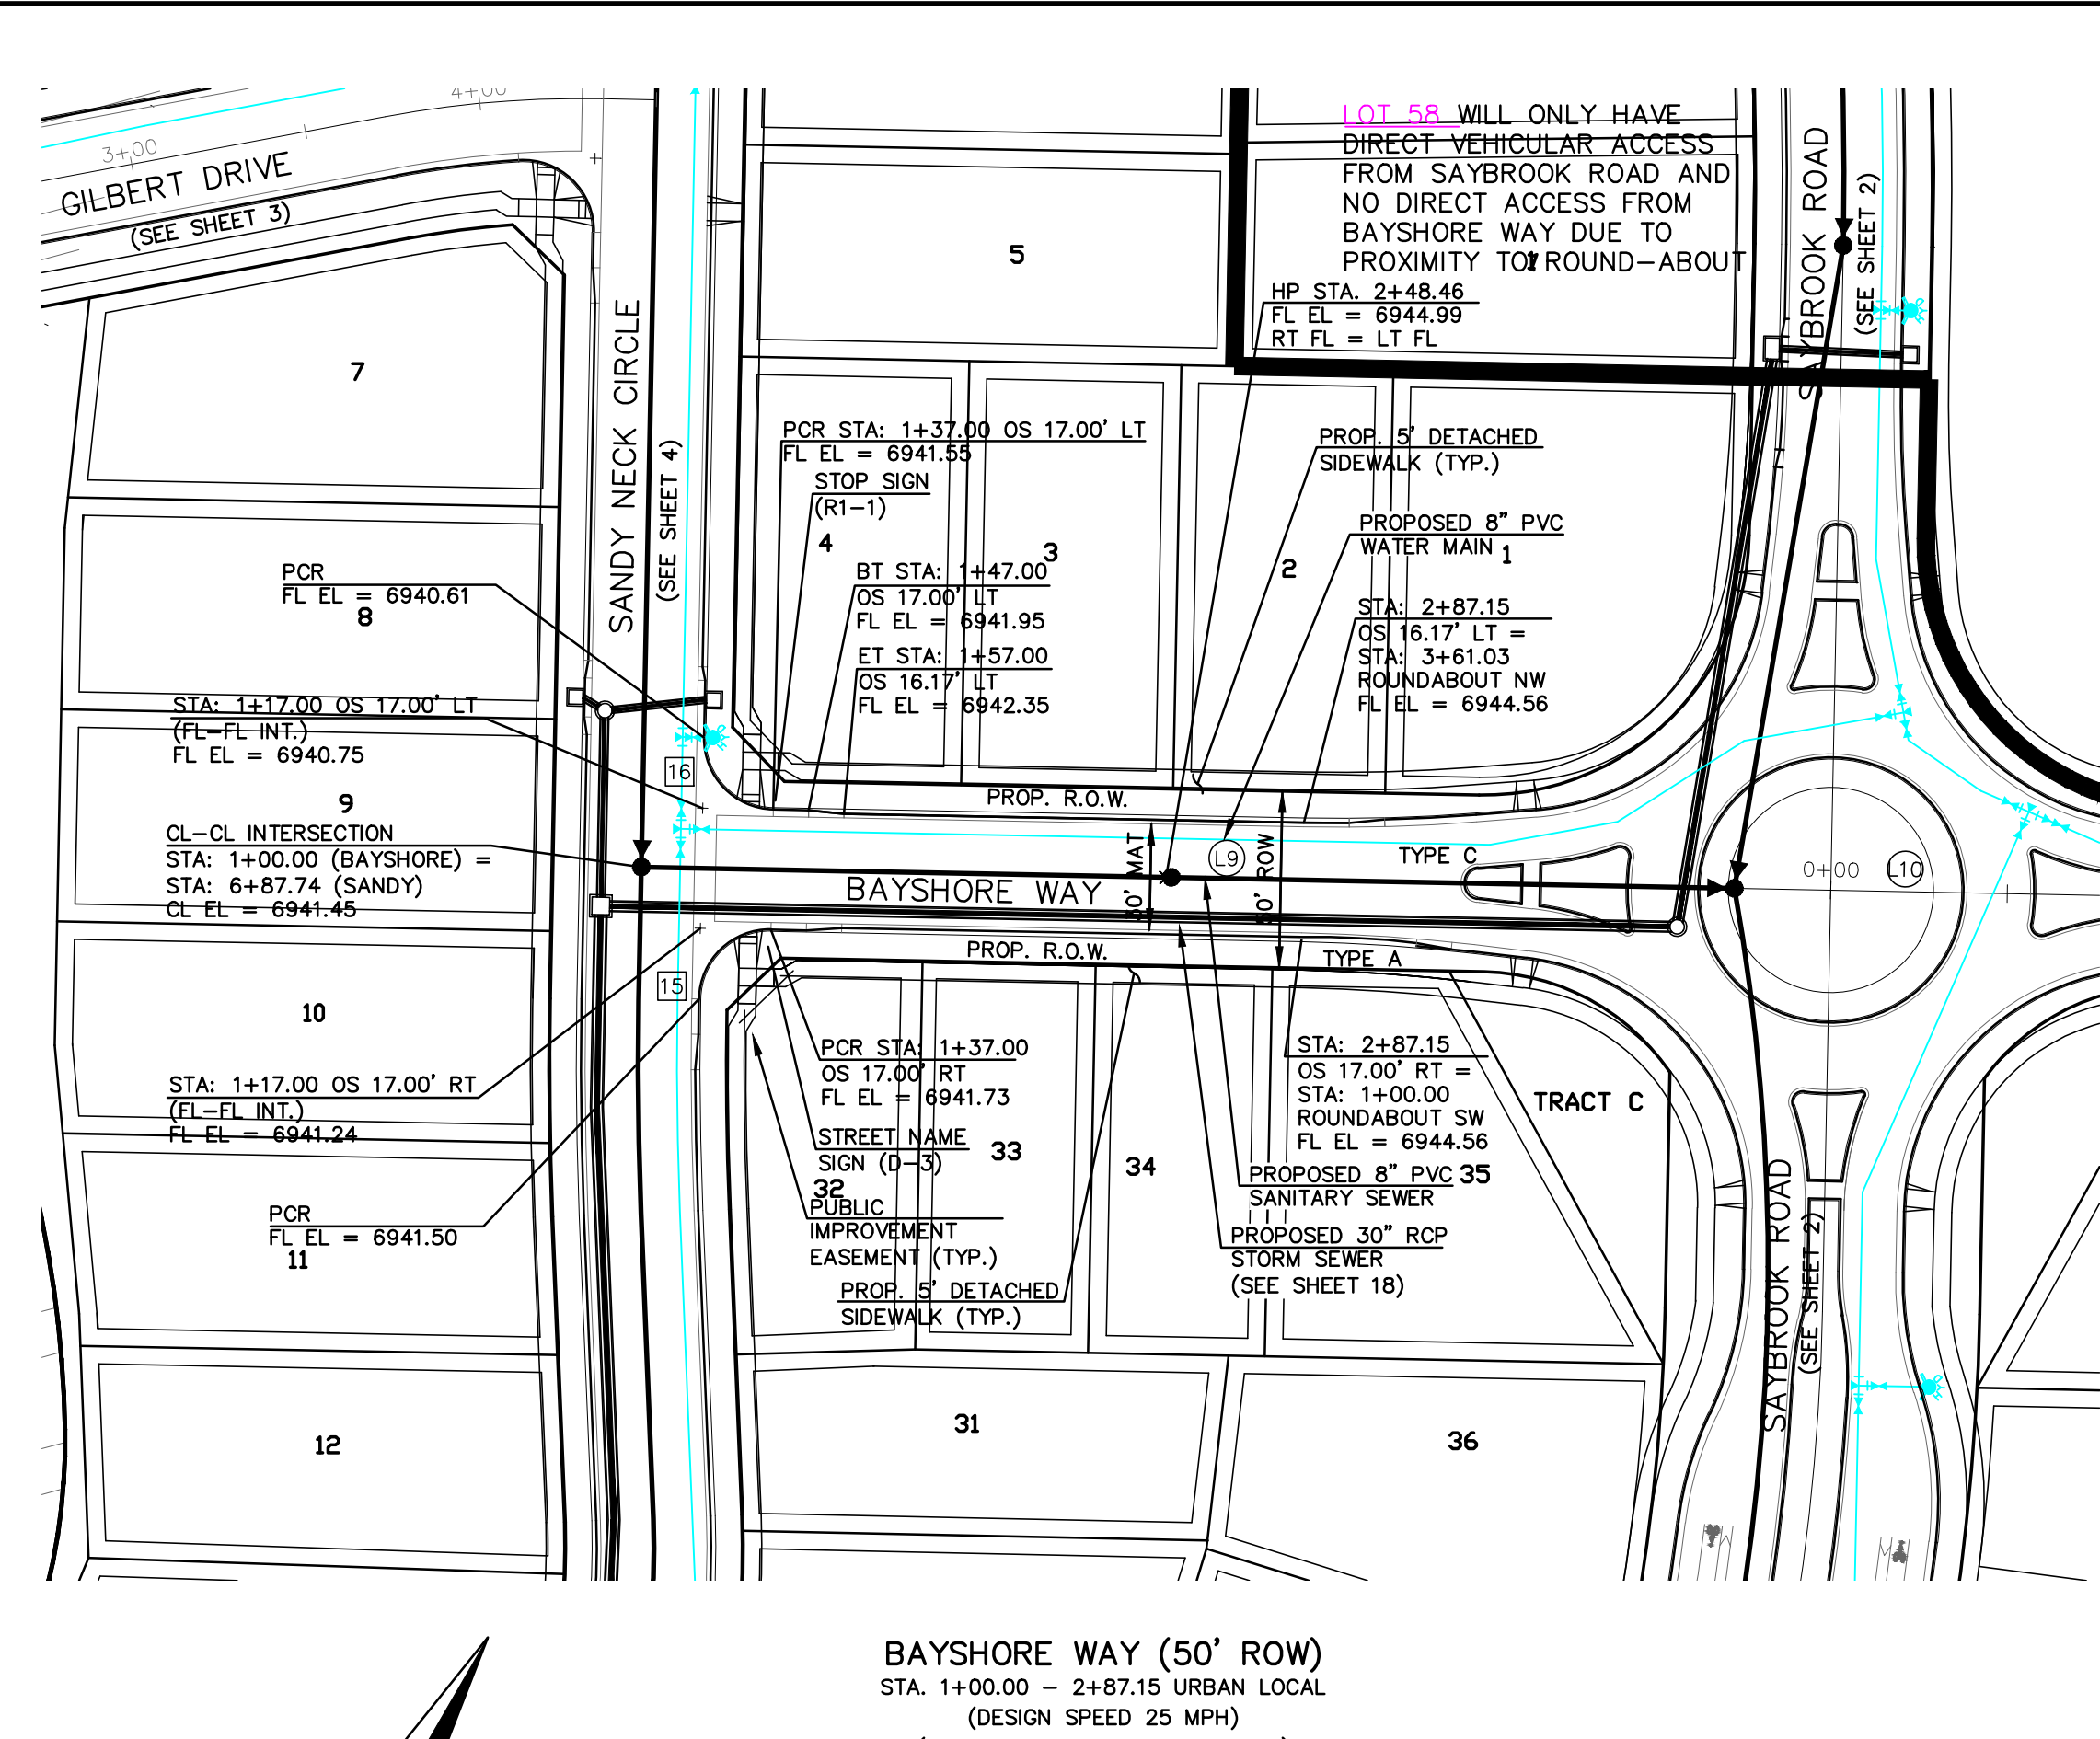 4+00
3+00
GILBERT DRIVE
(SEE SHEET 3)
LOT 58 WILL ONLY HAVE
DIRECT VEHICULAR ACCESS
FROM SAYBROOK ROAD AND
NO DIRECT ACCESS FROM
BAYSHORE WAY DUE TO
PROXIMITY TO ROUND-ABOUT
1
HP STA. 2+48.46
FL EL = 6944.99
RT FL = LT FL
SAYBROOK ROAD
(SEE SHEET 2)
HYD
5
7
SANDY NECK CIRCLE
(SEE SHEET 4)
PCR STA: 1+37.00 OS 17.00' LT
FL EL = 6941.55
STOP SIGN
(R1-1)
4
3
BT STA: 1+47.00
OS 17.00' LT
FL EL = 6941.95
ET STA: 1+57.00
OS 16.17' LT
FL EL = 6942.35
PROP. 5' DETACHED
SIDEWALK (TYP.)
2
PROPOSED 8" PVC
WATER MAIN
1
STA: 2+87.15
OS 16.17' LT =
STA: 3+61.03
ROUNDABOUT NW
FL EL = 6944.56
PCR
FL EL = 6940.61
8
STA: 1+17.00 OS 17.00' LT
(FL-FL INT.)
FL EL = 6940.75
HYD
16
9
CL-CL INTERSECTION
STA: 1+00.00 (BAYSHORE) =
STA: 6+87.74 (SANDY)
CL EL = 6941.45
PROP. R.O.W.
BAYSHORE WAY
30' MAT
L9
50' ROW
TYPE C
0+00
L10
PROP. R.O.W.
TYPE A
15
10
STA: 1+17.00 OS 17.00' RT
(FL-FL INT.)
FL EL = 6941.24
PCR
FL EL = 6941.50
11
PCR STA: 1+37.00
OS 17.00' RT
FL EL = 6941.73
STREET NAME
SIGN (D-3)
33
32
PUBLIC
IMPROVEMENT
EASEMENT (TYP.)
PROP. 5' DETACHED
SIDEWALK (TYP.)
34
STA: 2+87.15
OS 17.00' RT =
STA: 1+00.00
ROUNDABOUT SW
FL EL = 6944.56
PROPOSED 8" PVC
SANITARY SEWER
35
PROPOSED 30" RCP
STORM SEWER
(SEE SHEET 18)
TRACT C
SAYBROOK ROAD
(SEE SHEET 2)
HYD
12
31
36
BAYSHORE WAY (50' ROW)
STA. 1+00.00 - 2+87.15 URBAN LOCAL
(DESIGN SPEED 25 MPH)